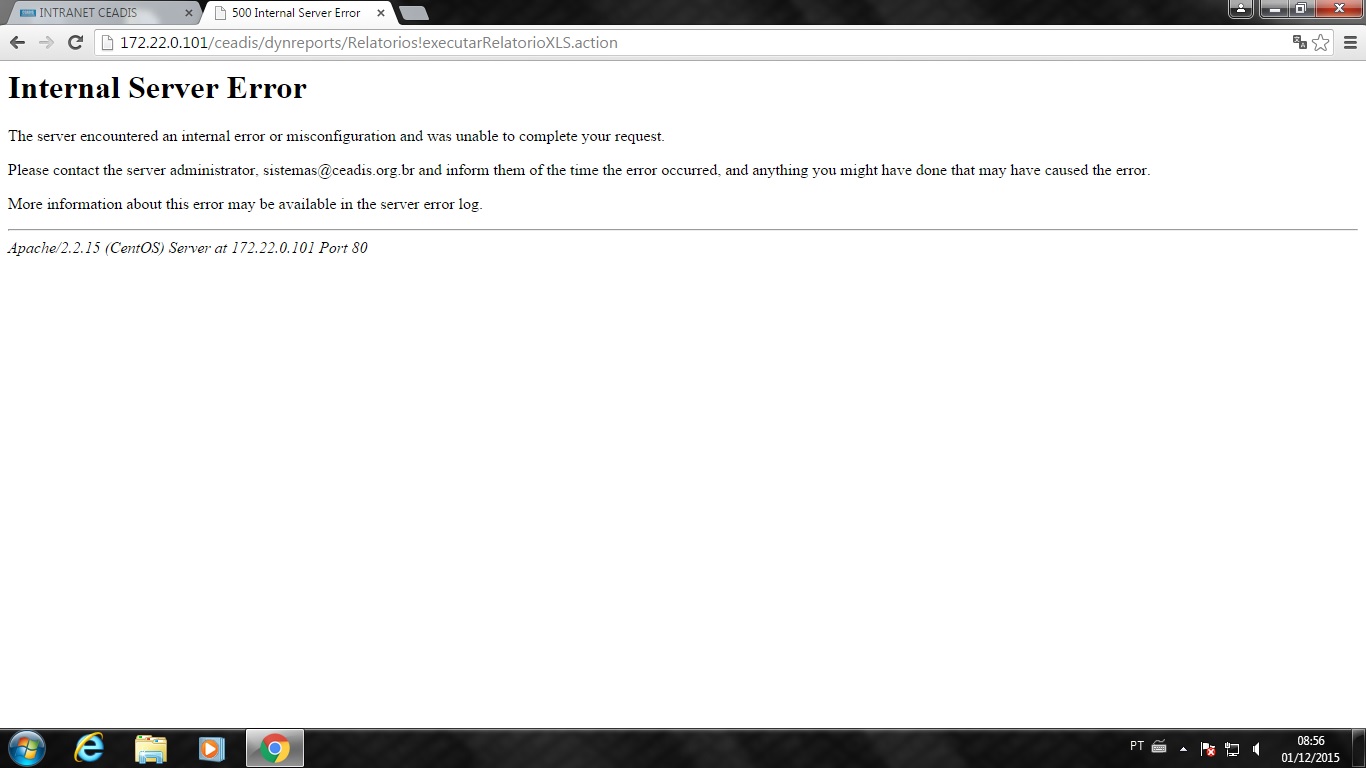 INTRANET CEADIS
500 Internal Server Error
172.22.0.101/ceadis/dynreports/Relatorios!executarRelatorioXLS.action
Internal Server Error
The server encountered an internal error or misconfiguration and was unable to complete your request.
Please contact the server administrator, sistemas@ceadis.org.br and inform them of the time the error occurred, and anything you might have done that may have caused the error.
More information about this error may be available in the server error log.
Apache/2.2.15 (CentOS) Server at 172.22.0.101 Port 80
PT
08:56
01/12/2015